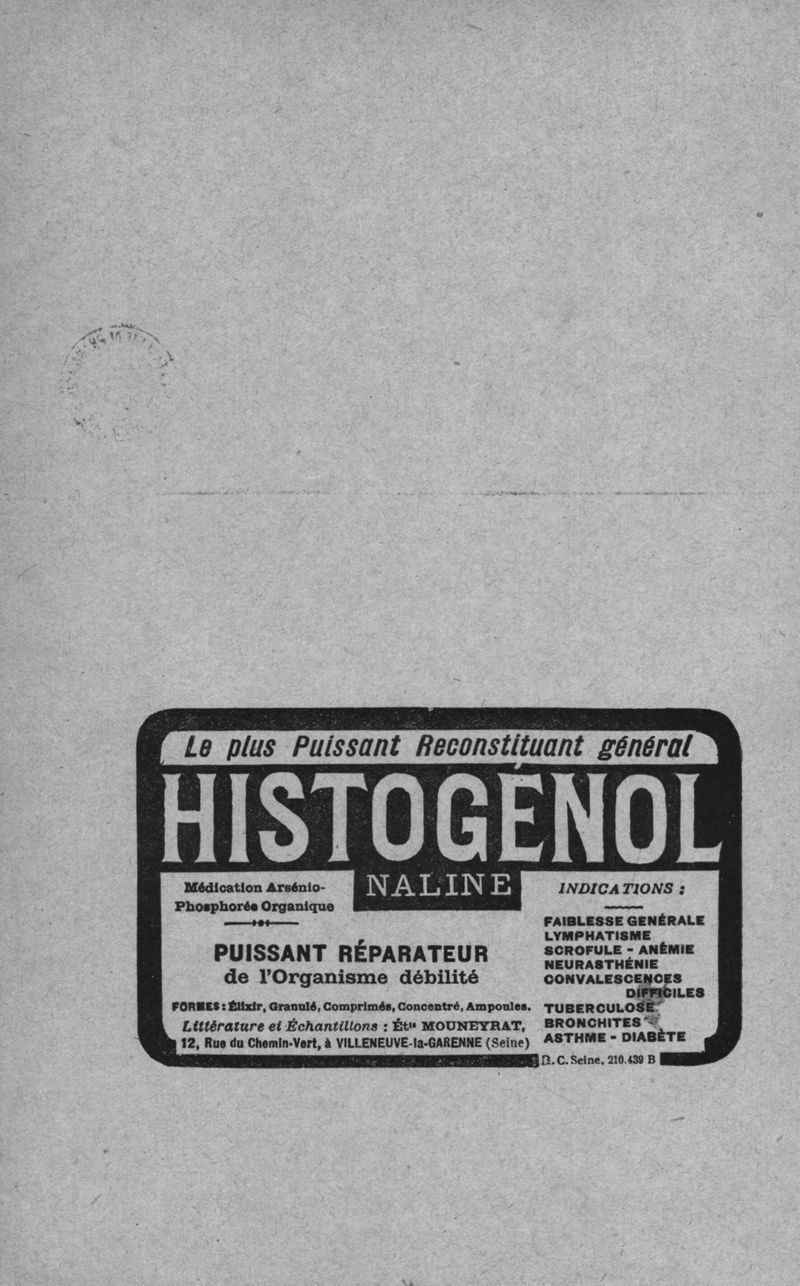 Le plus Puissant Reconstituant général
HISTOGÉNOL
NALINE
Médication Arsénio-
Phosphorée Organique
PUISSANT RÉPARATEUR
de l'Organisme débilité
FORMES : Élixir, Granulé, Comprimés, Concentré, Ampoules.
Littérature et Échantillons : Éts MOUNEYRAT,
12, Rue du Chemin-Vert, à VILLENEUVE-la-GARENNE (Seine)
INDICATIONS :
FAIBLESSE GÉNÉRALE
LYMPHATISME
SCROFULE - ANÉMIE
NEURASTHÉNIE
CONVALESCENCES
DIFFICILES
TUBERCULOSE
BRONCHITES
ASTHME - DIABÈTE
R. C. Seine, 210.439 B